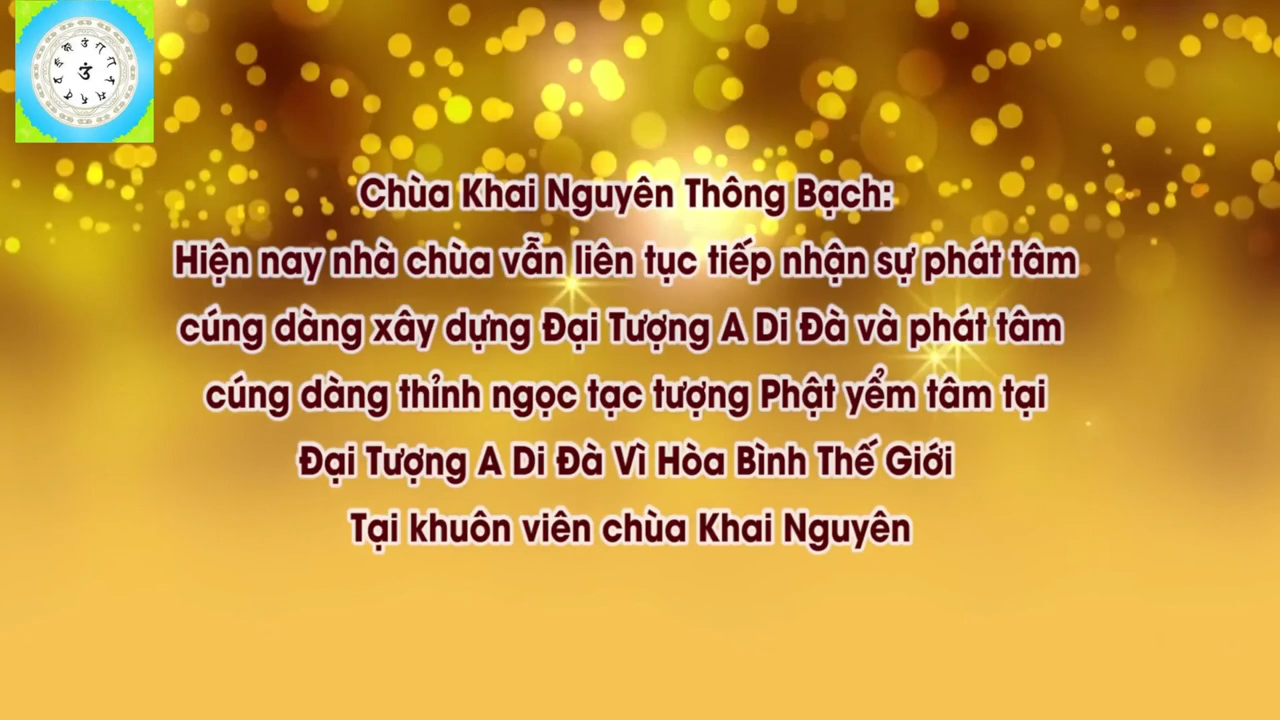 Chùa Khai Nguyên Thông Bạch:
Hiện nay nhà chùa vẫn liên tục tiếp nhận sự phát tâm
cúng dàng xây dựng Đại Tượng A Di Đà và phát tâm
cúng dàng thỉnh ngọc tạc tượng Phật yểm tâm tại
Đại Tượng A Di Đà Vì Hòa Bình Thế Giới
Tại khuôn viên chùa Khai Nguyên